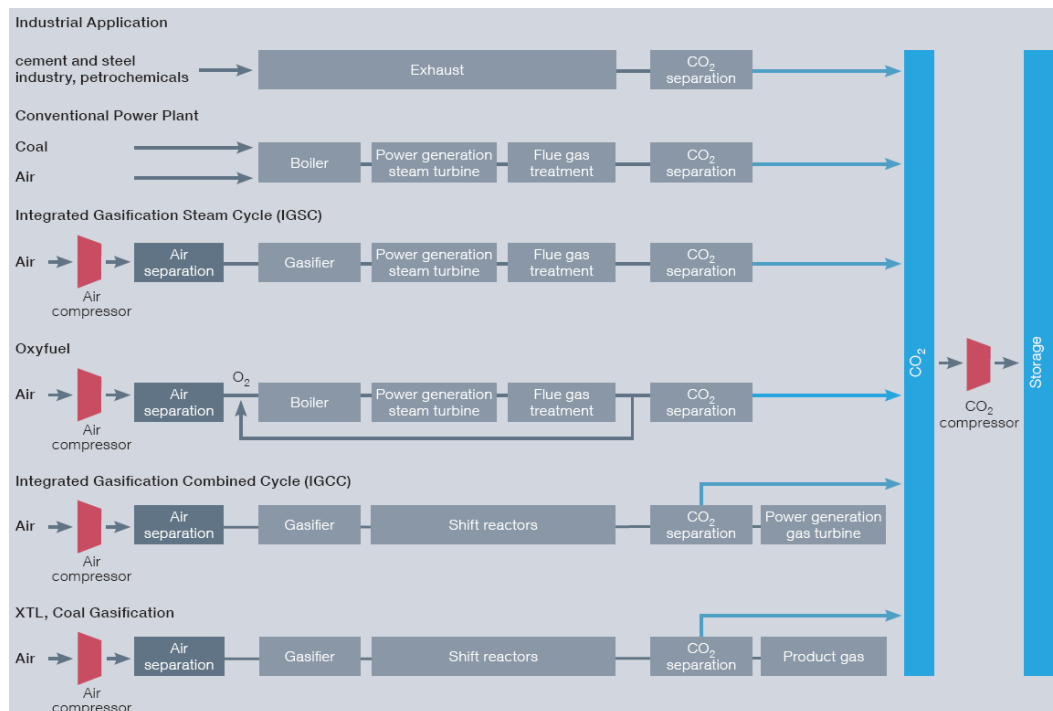 Industrial Application
cement and steel
industry, petrochemicals
Exhaust
CO₂
separation
Conventional Power Plant
Coal
Air
Boiler
Power generation
steam turbine
Flue gas
treatment
CO₂
separation
Integrated Gasification Steam Cycle (IGSC)
Air
Air
compressor
Air
separation
Gasifier
Power generation
steam turbine
Flue gas
treatment
CO₂
separation
Oxyfuel
Air
Air
compressor
Air
separation
O₂
Boiler
Power generation
steam turbine
Flue gas
treatment
CO₂
separation
Integrated Gasification Combined Cycle (IGCC)
Air
Air
compressor
Air
separation
Gasifier
Shift reactors
CO₂
separation
Power generation
gas turbine
XTL, Coal Gasification
Air
Air
compressor
Air
separation
Gasifier
Shift reactors
CO₂
separation
Product gas
CO₂
CO₂
compressor
Storage